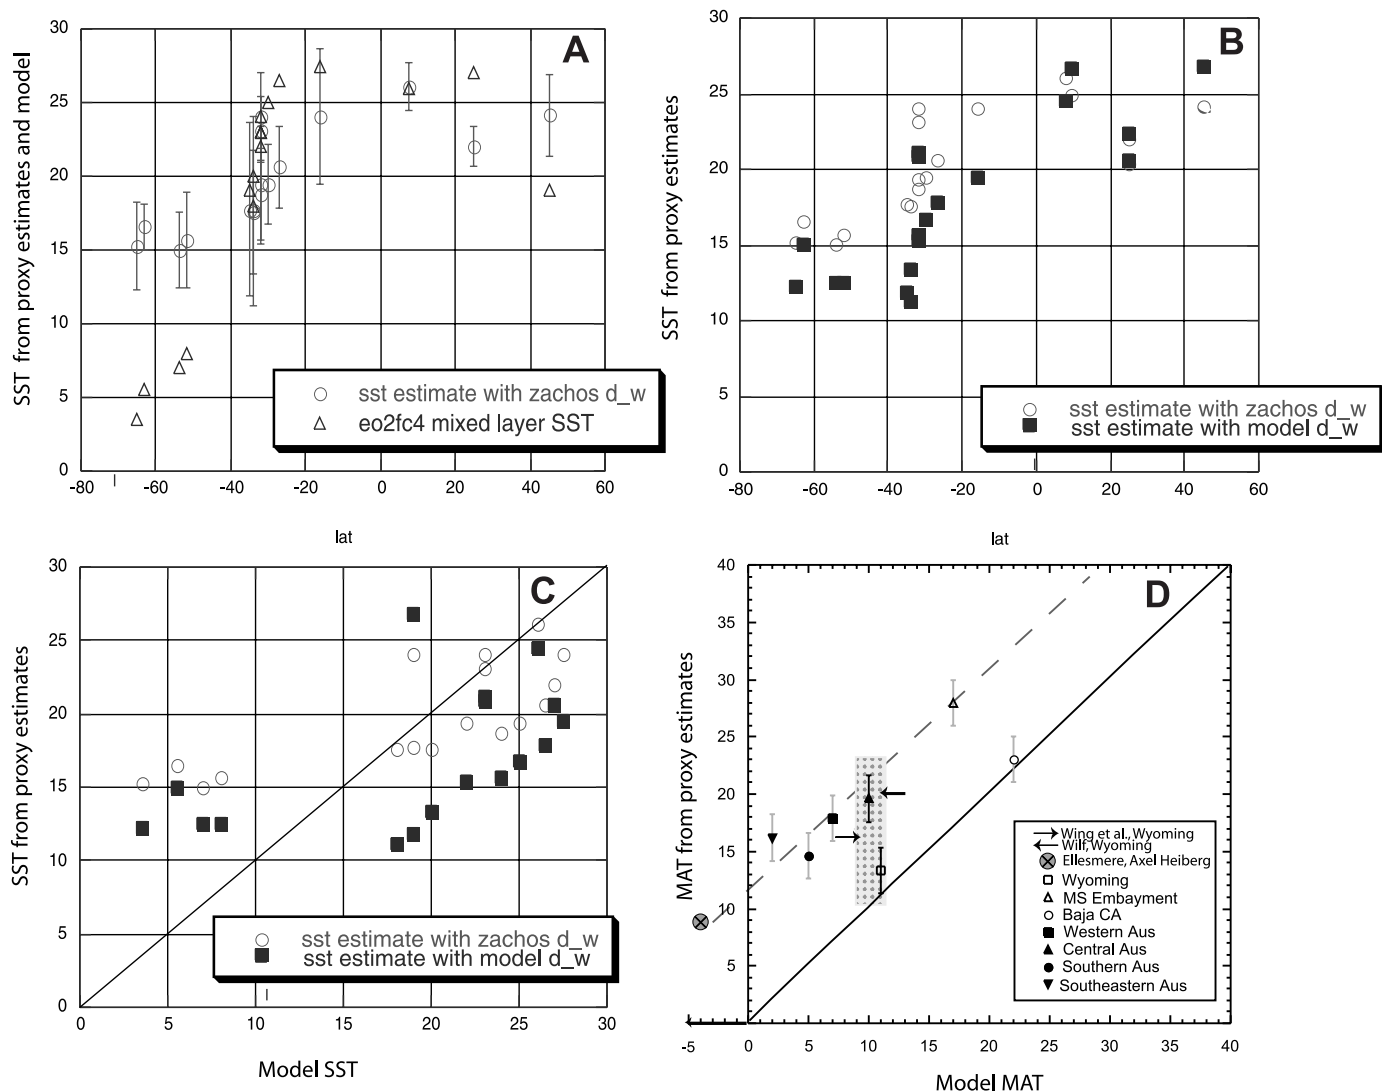 A
SST from proxy estimates and model
30
25
20
15
10
5
0
-80
-60
-40
-20
0
20
40
60
lat
sst estimate with zachos d_w
eo2fc4 mixed layer SST
B
SST from proxy estimates
30
25
20
15
10
5
0
-80
-60
-40
-20
0
20
40
60
lat
sst estimate with zachos d_w
sst estimate with model d_w
C
SST from proxy estimates
30
25
20
15
10
5
0
0
5
10
15
20
25
30
Model SST
sst estimate with zachos d_w
sst estimate with model d_w
D
MAT from proxy estimates
40
35
30
25
20
15
10
5
-5
0
5
10
15
20
25
30
35
40
Model MAT
Wing et al., Wyoming
Wilf, Wyoming
Ellesmere, Axel Heiberg
Wyoming
MS Embayment
Baja CA
Western Aus
Central Aus
Southern Aus
Southeastern Aus